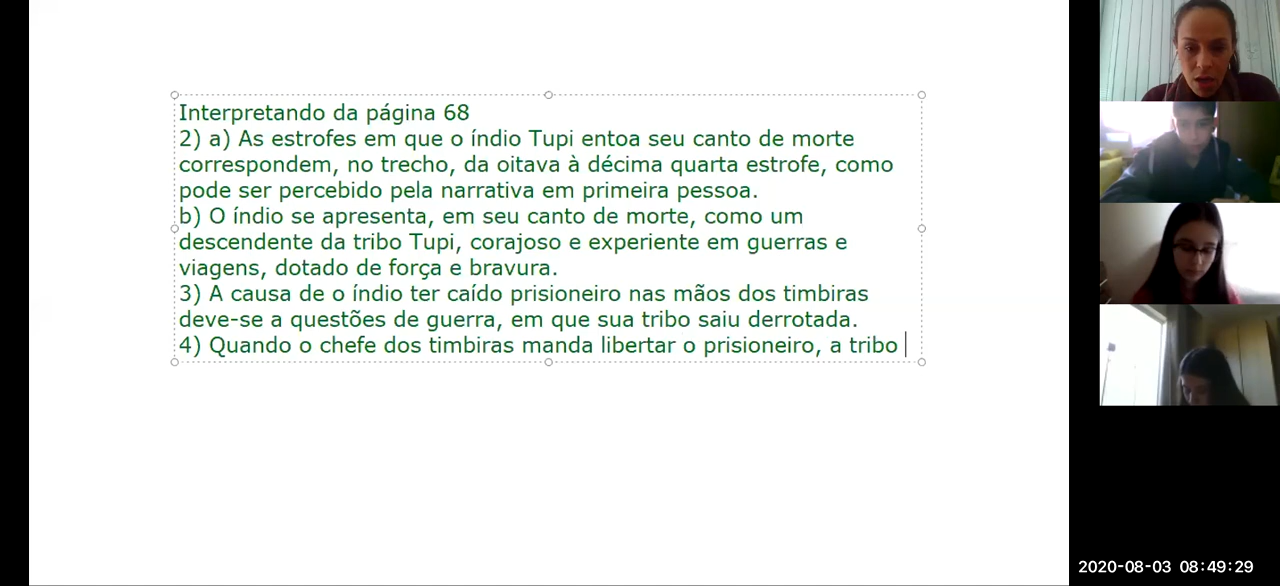 Interpretando da página 68
2) a) As estrofes em que o índio Tupi entoa seu canto de morte
correspondem, no trecho, da oitava à décima quarta estrofe, como
pode ser percebido pela narrativa em primeira pessoa.
b) O índio se apresenta, em seu canto de morte, como um
descendente da tribo Tupi, corajoso e experiente em guerras e
viagens, dotado de força e bravura.
3) A causa de o índio ter caído prisioneiro nas mãos dos timbiras
deve-se a questões de guerra, em que sua tribo saiu derrotada.
4) Quando o chefe dos timbiras manda libertar o prisioneiro, a tribo
2020-08-03 08:49:29